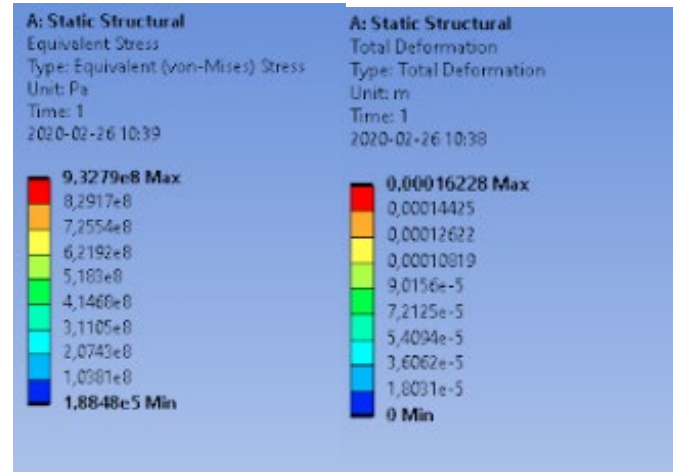 A: Static Structural
Equivalent Stress
Type: Equivalent (von-Mises) Stress
Unit: Pa
Time: 1
2020-02-26 10:39
9,3279e8 Max
8,2917e8
7,2554e8
6,2192e8
5,183e8
4,1468e8
3,1105e8
2,0743e8
1,0381e8
1,8848e5 Min
A: Static Structural
Total Deformation
Type: Total Deformation
Unit: m
Time: 1
2020-02-26 10:38
0,00016228 Max
0,00014425
0,00012622
0,00010819
9,0156e-5
7,2125e-5
5,4094e-5
3,6062e-5
1,8031e-5
0 Min